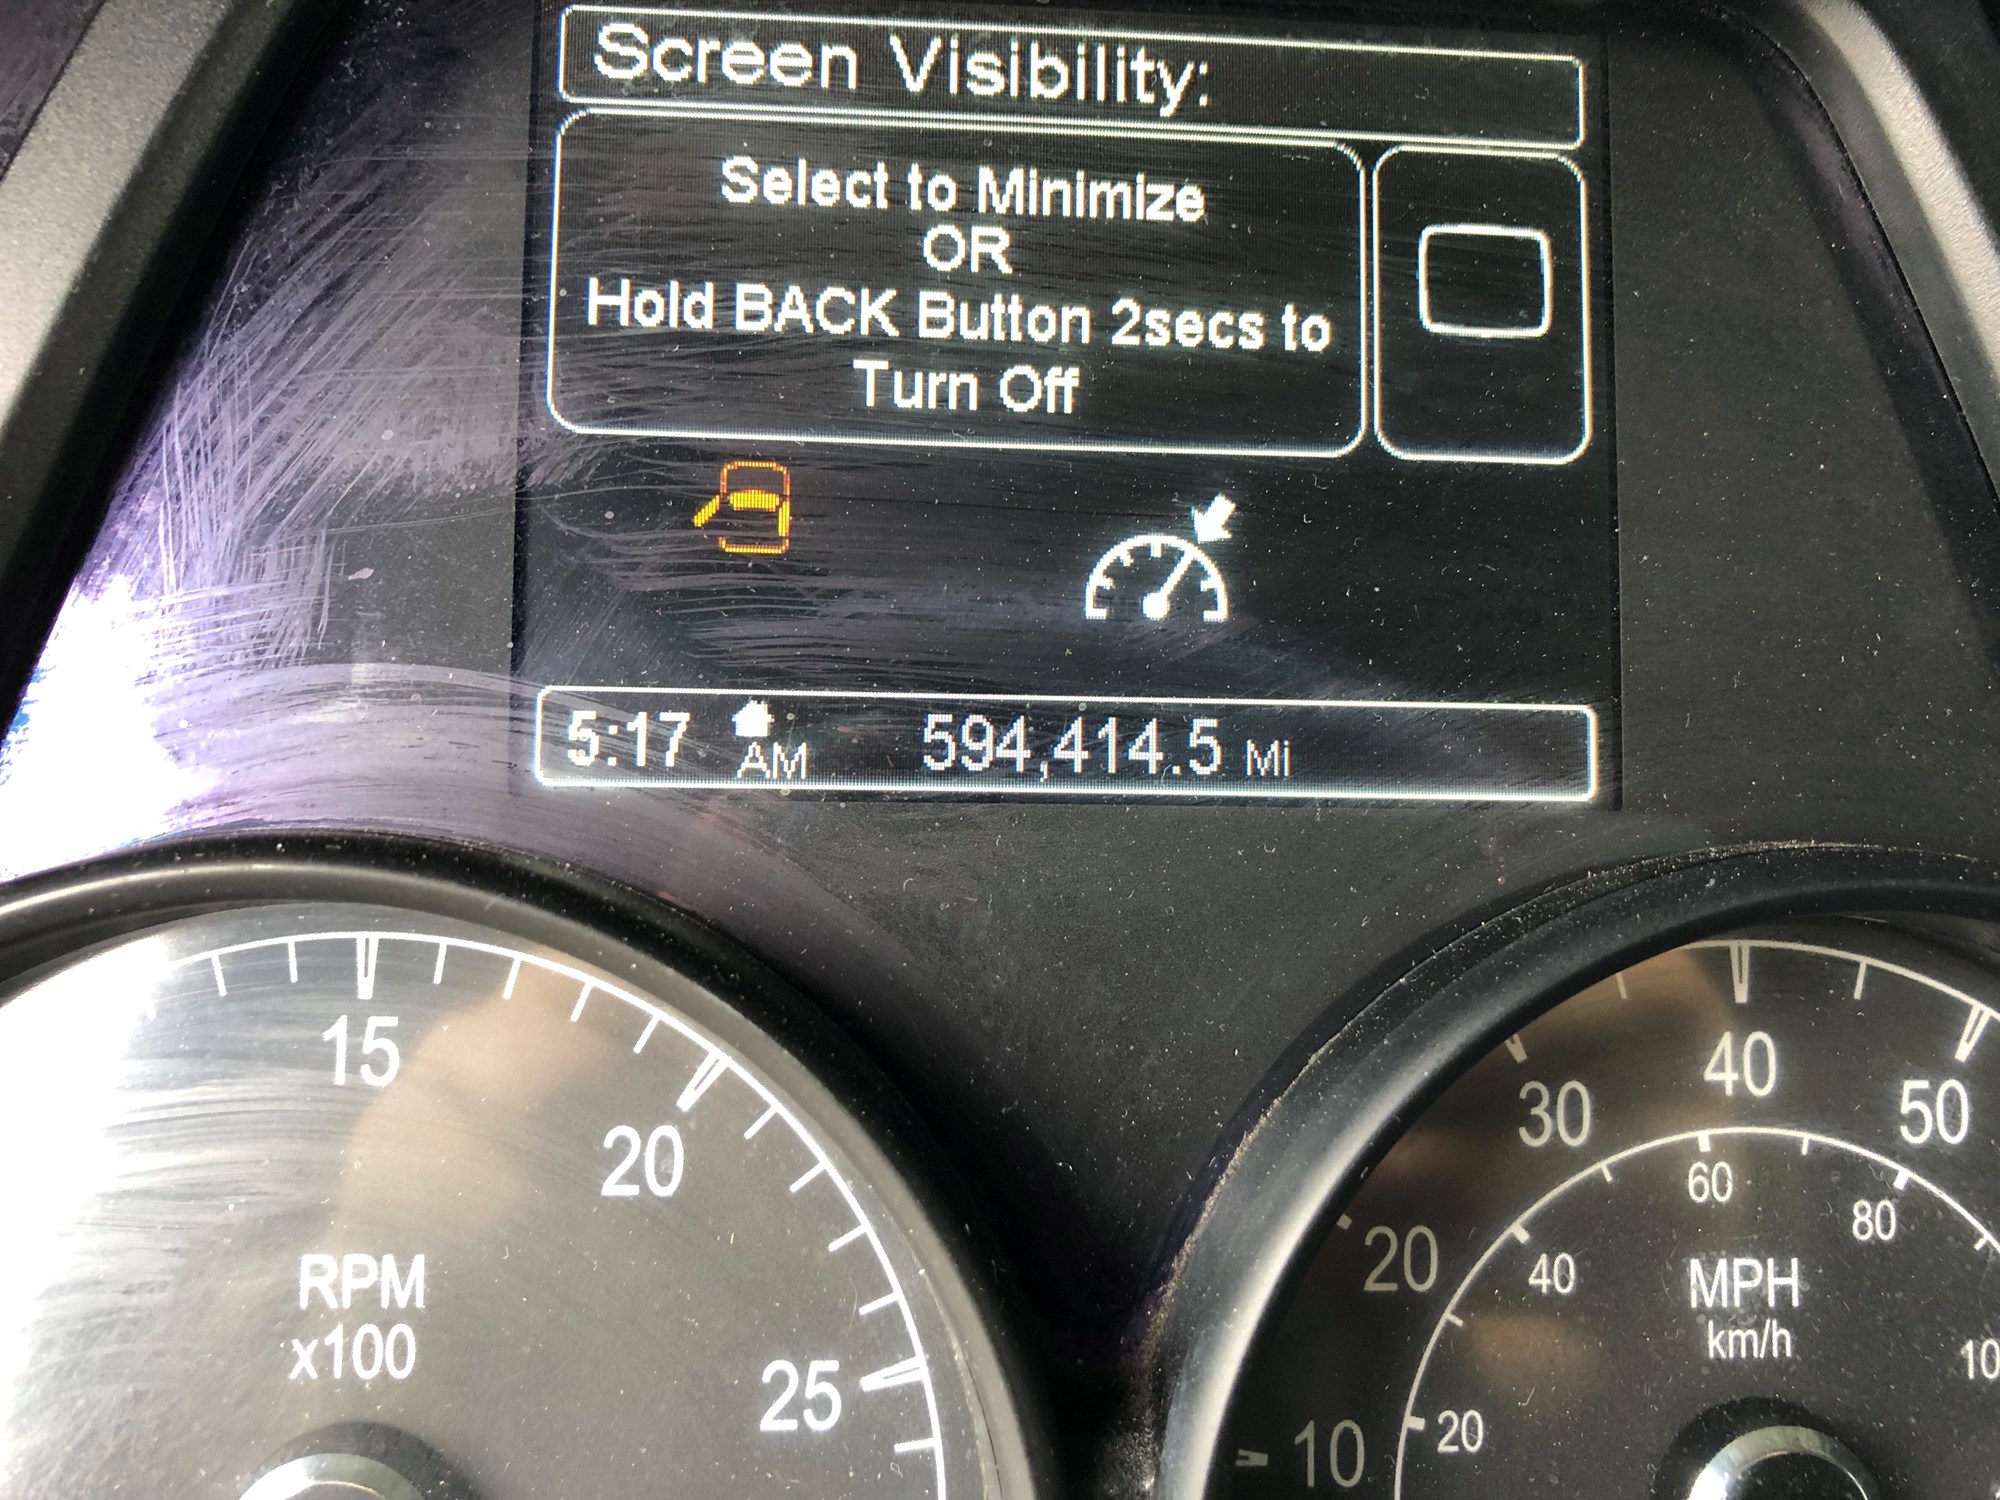 Screen Visibility:
Select to Minimize
OR
Hold BACK Button 2secs to
Turn Off
5:17 AM 594,414.5 Mi
15
20
25
RPM
x100
10
20
30
40
50
20
40
60
80
MPH
km/h